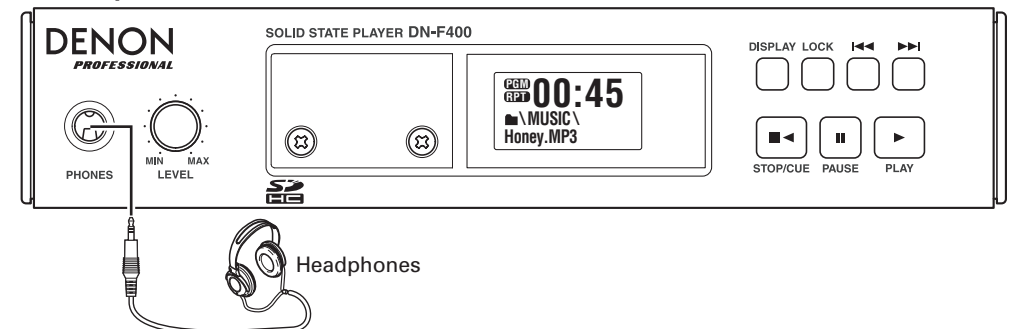 SOLID STATE PLAYER DN-F400
DENON
PROFESSIONAL
DISPLAY LOCK
PGM
RPT
00:45
\MUSIC\
Honey.MP3
MIN MAX
PHONES LEVEL
STOP/CUE PAUSE PLAY
SD
HC
Headphones